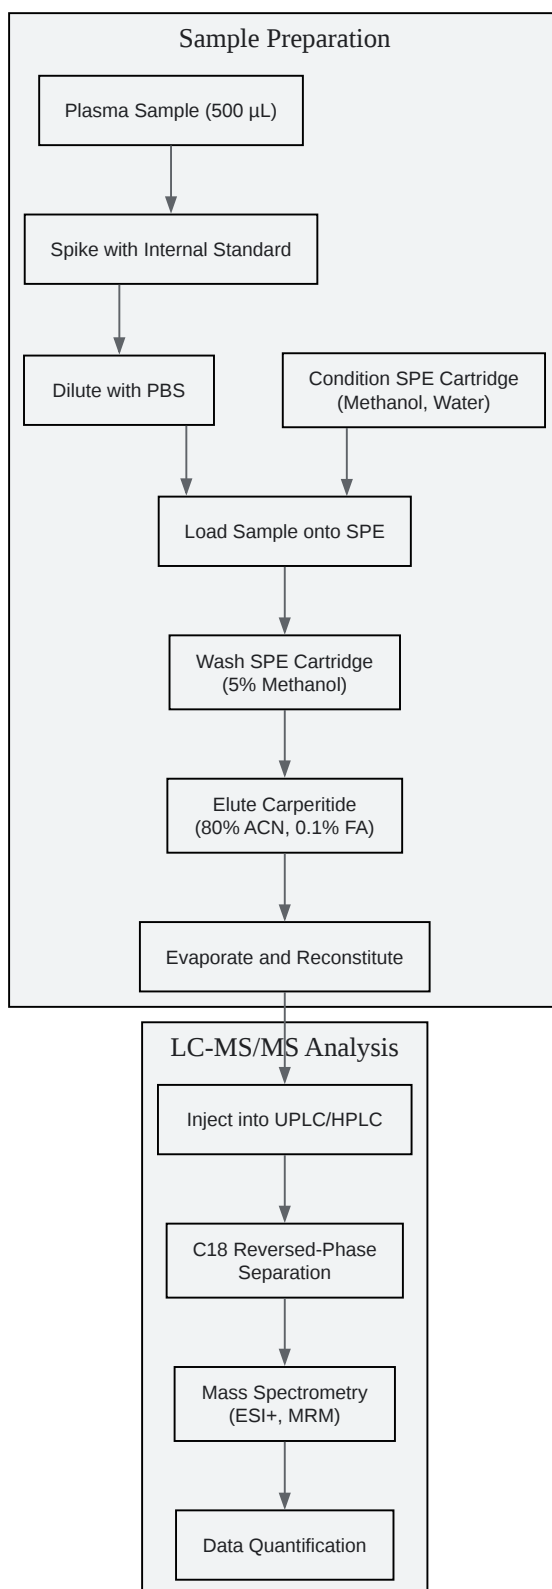 Sample Preparation
Plasma Sample (500 µL)
Spike with Internal Standard
Dilute with PBS
Condition SPE Cartridge
(Methanol, Water)
Load Sample onto SPE
Wash SPE Cartridge
(5% Methanol)
Elute Carperitide
(80% ACN, 0.1% FA)
Evaporate and Reconstitute
LC-MS/MS Analysis
Inject into UPLC/HPLC
C18 Reversed-Phase
Separation
Mass Spectrometry
(ESI+, MRM)
Data Quantification